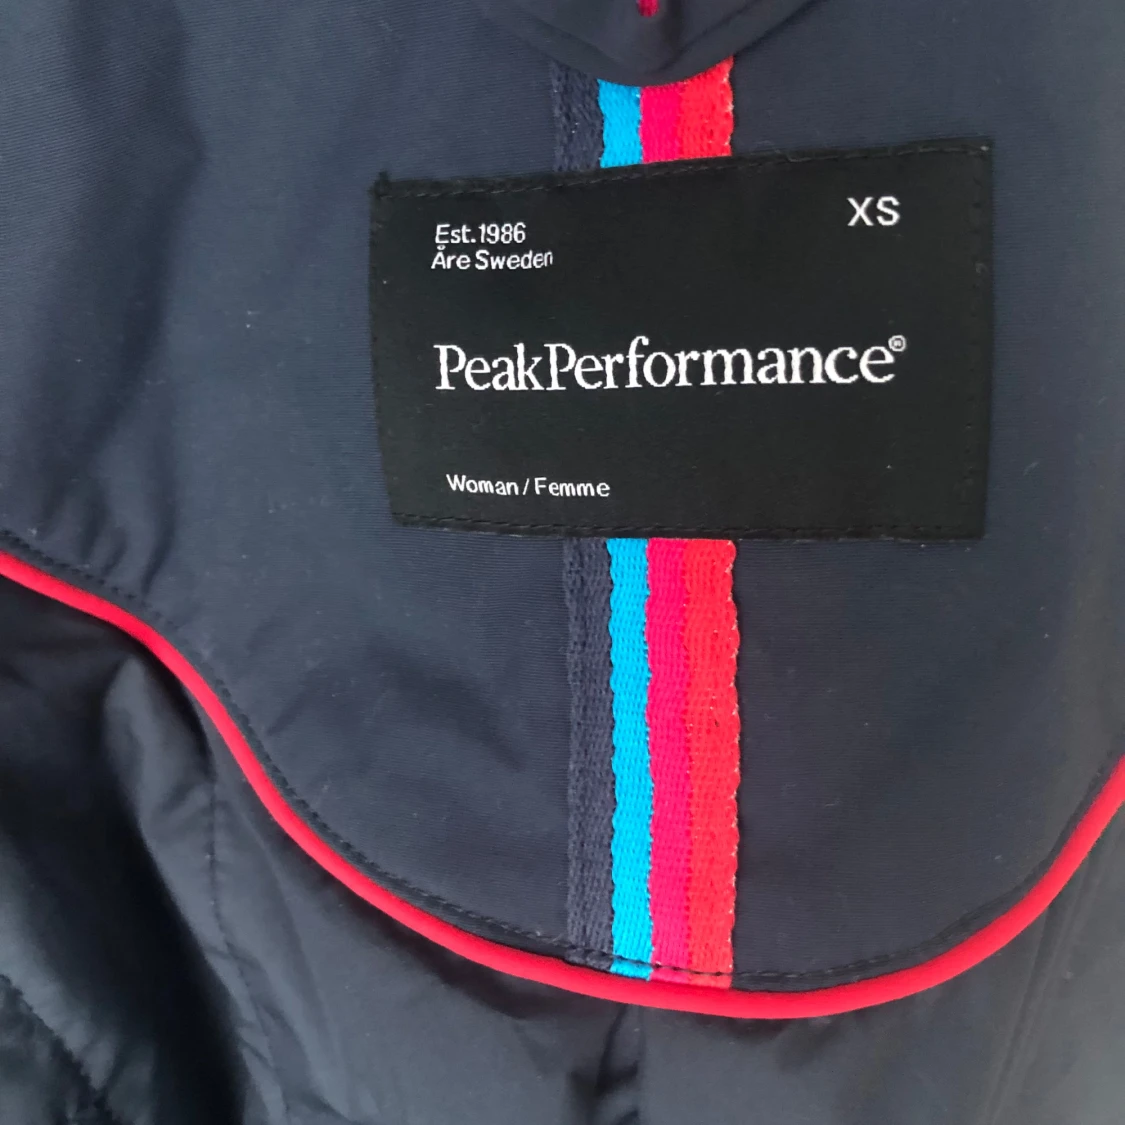 XS
Est.1986
Åre Sweden
PeakPerformance®
Woman / Femme